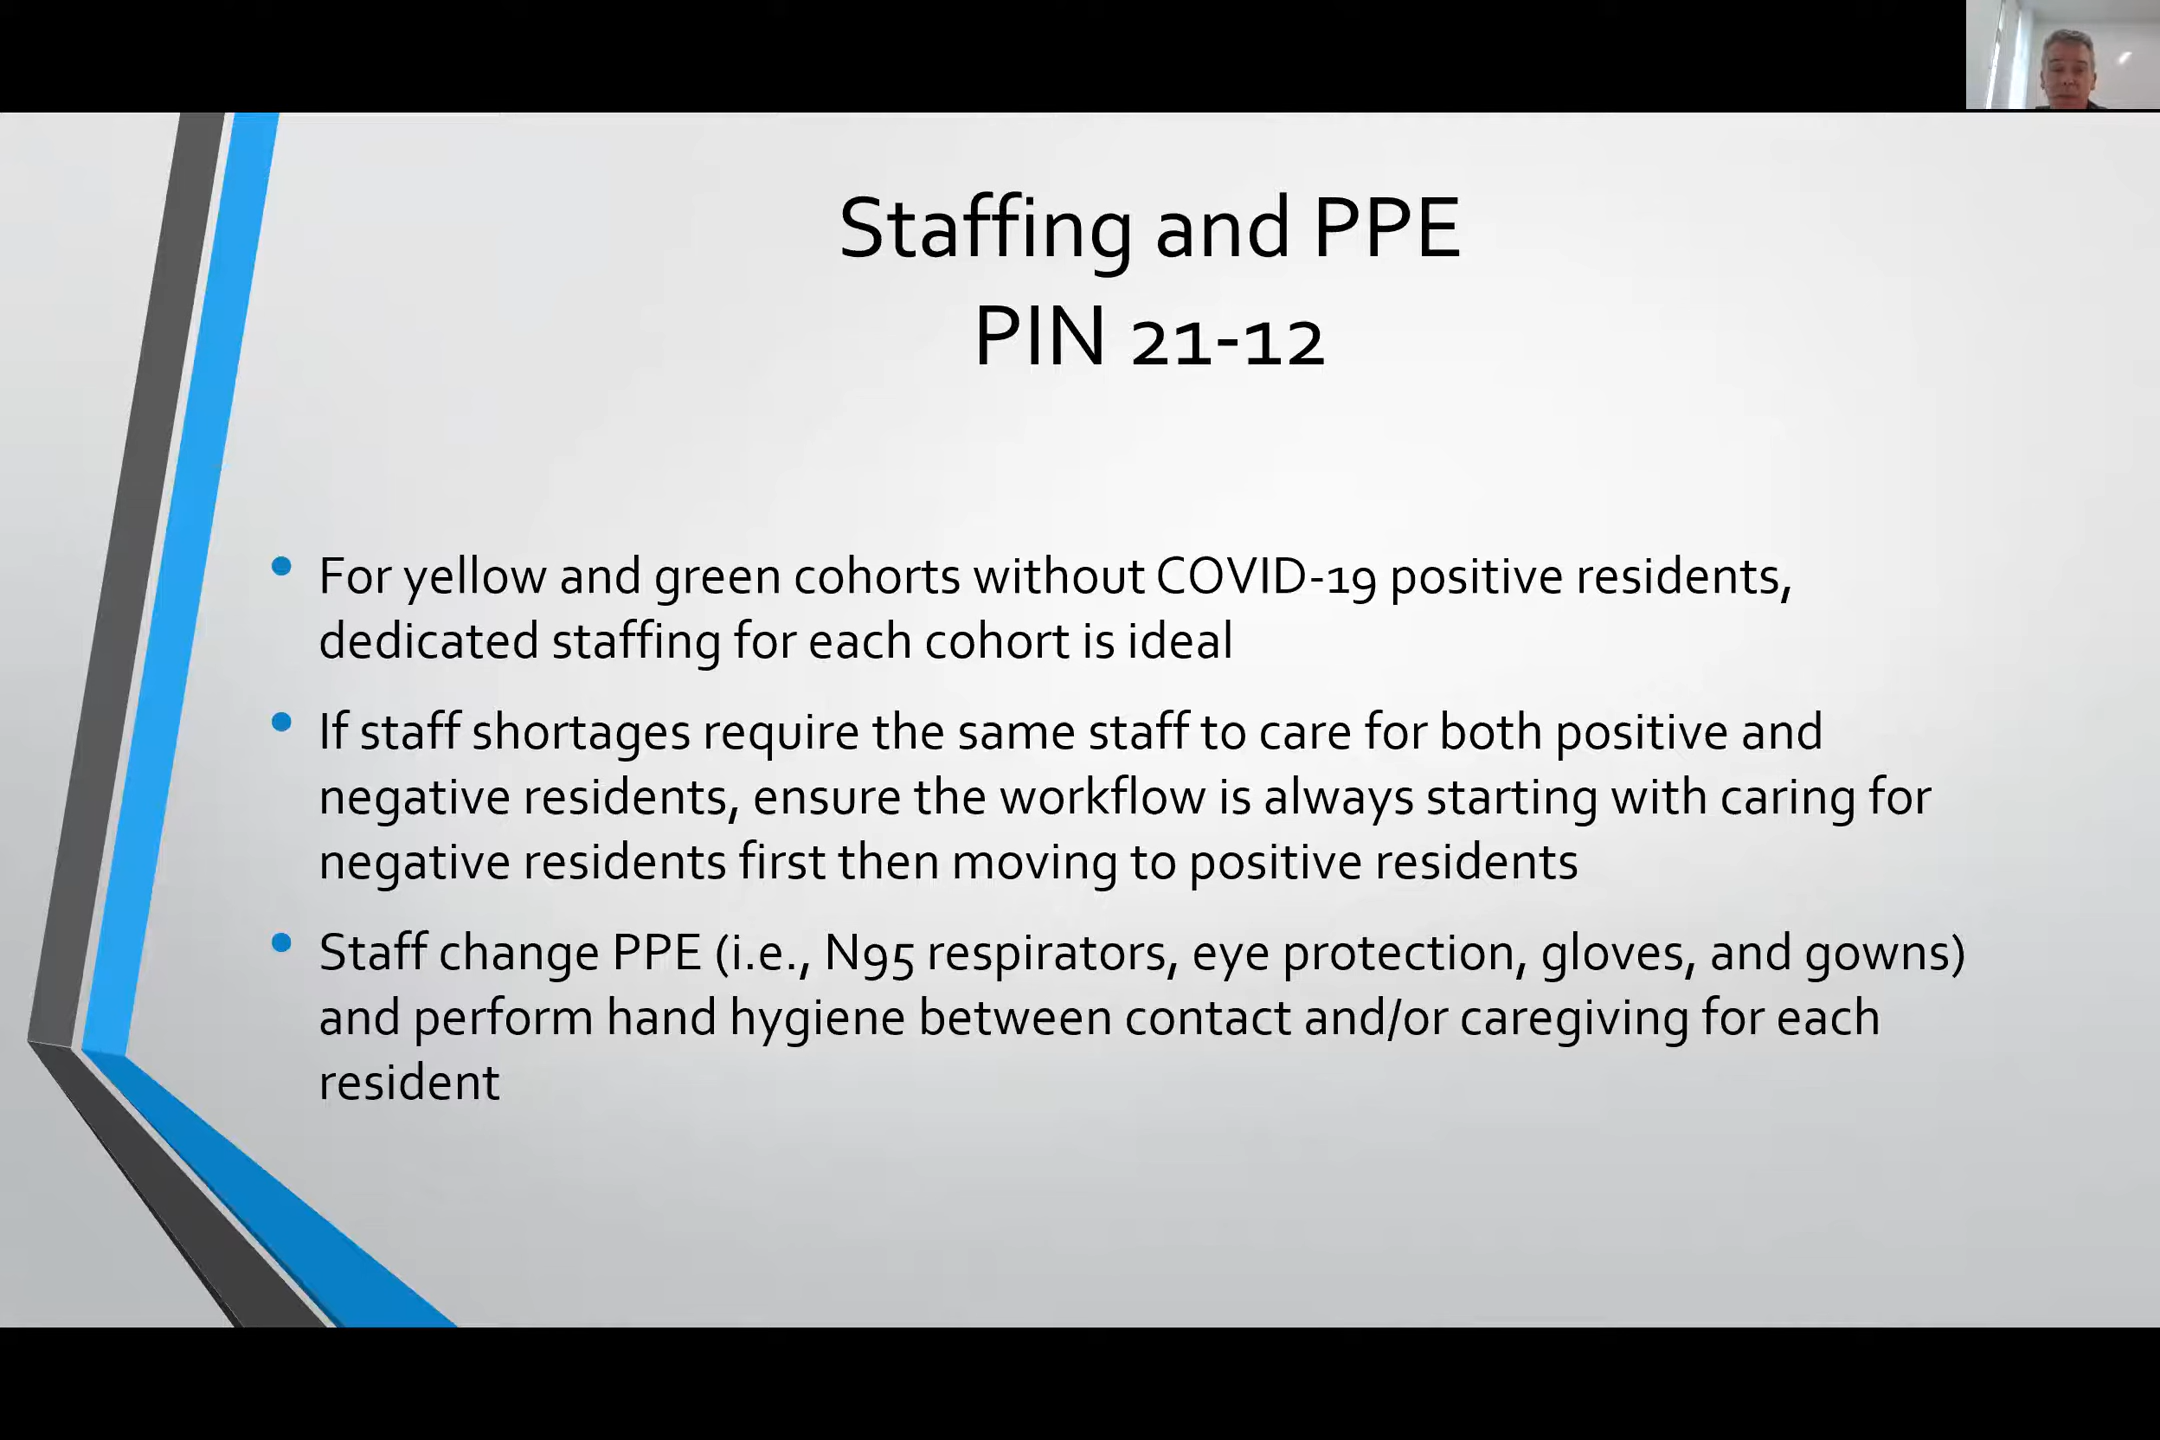 Staffing and PPE
PIN 21-12
• For yellow and green cohorts without COVID-19 positive residents,
dedicated staffing for each cohort is ideal
• If staff shortages require the same staff to care for both positive and
negative residents, ensure the workflow is always starting with caring for
negative residents first then moving to positive residents
• Staff change PPE (i.e., N95 respirators, eye protection, gloves, and gowns)
and perform hand hygiene between contact and/or caregiving for each
resident